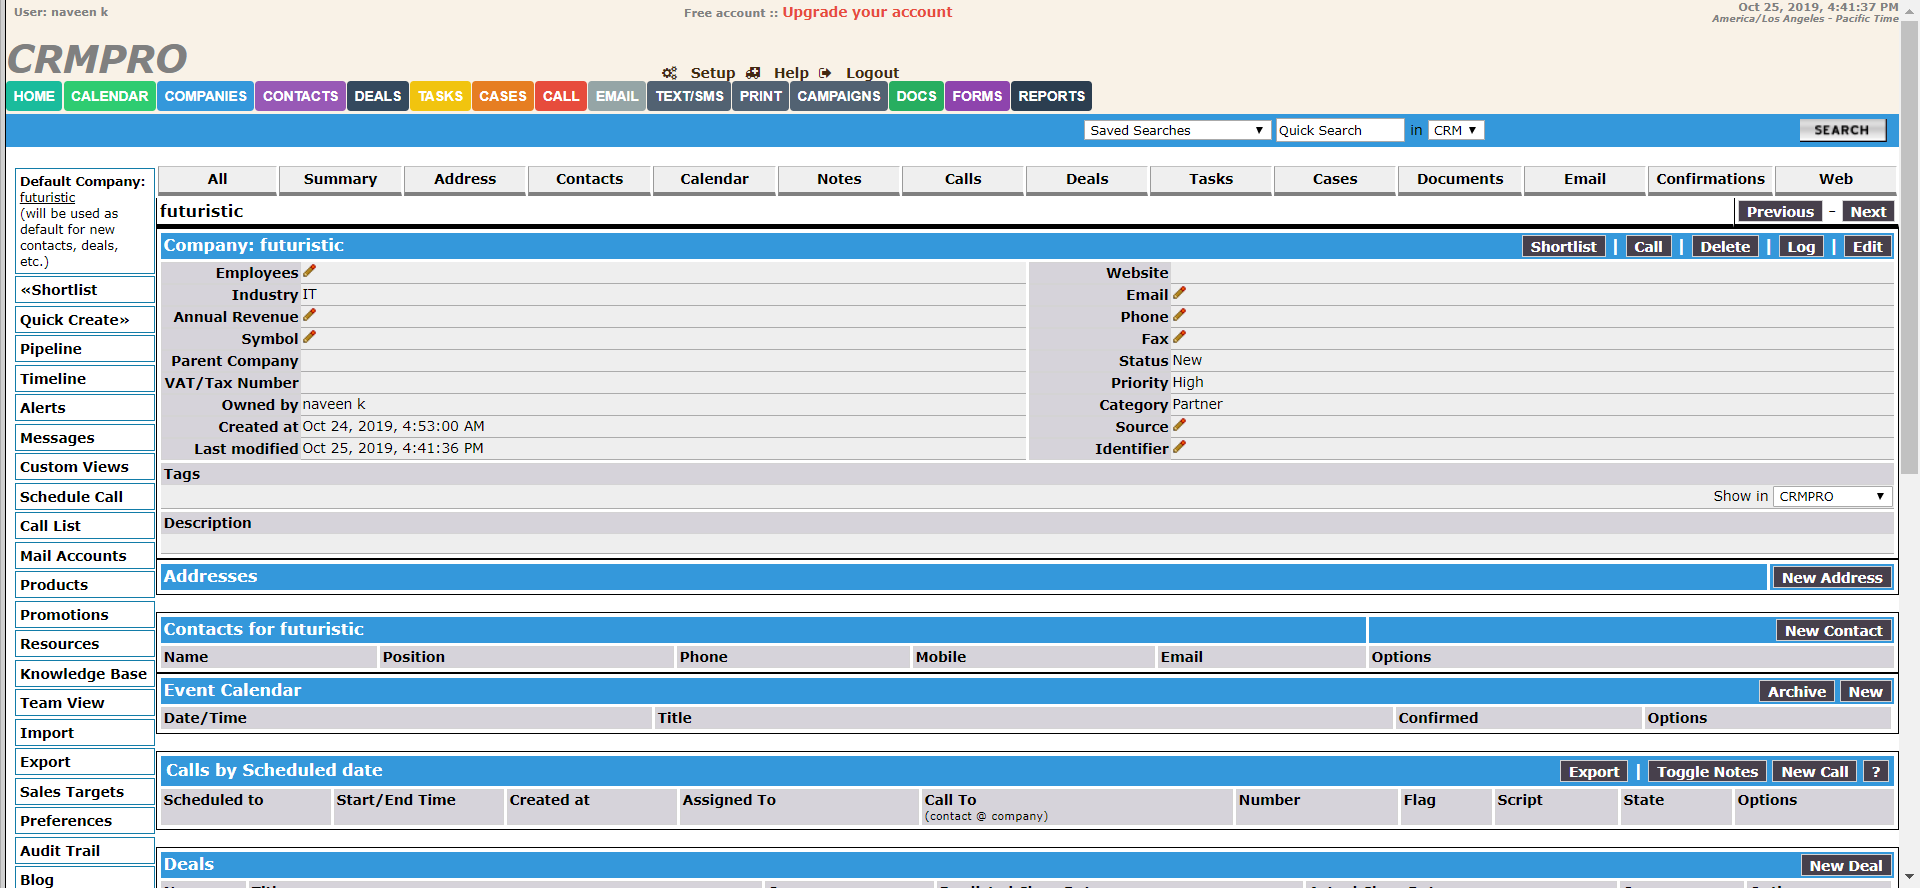 User: naveen k
Free account :: Upgrade your account
Oct 25, 2019, 4:41:37 PM
America/Los Angeles - Pacific Time
CRMPRO
Setup Help Logout
HOME CALENDAR COMPANIES CONTACTS DEALS TASKS CASES CALL EMAIL TEXT/SMS PRINT CAMPAIGNS DOCS FORMS REPORTS
Saved Searches Quick Search in CRM SEARCH
Default Company:
futuristic
(will be used as
default for new
contacts, deals,
etc.)
«Shortlist
Quick Create»
Pipeline
Timeline
Alerts
Messages
Custom Views
Schedule Call
Call List
Mail Accounts
Products
Promotions
Resources
Knowledge Base
Team View
Import
Export
Sales Targets
Preferences
Audit Trail
Blog
All Summary Address Contacts Calendar Notes Calls Deals Tasks Cases Documents Email Confirmations Web
futuristic Previous - Next
Company: futuristic Shortlist | Call | Delete | Log | Edit
Employees
Industry IT
Annual Revenue
Symbol
Parent Company
VAT/Tax Number
Owned by naveen k
Created at Oct 24, 2019, 4:53:00 AM
Last modified Oct 25, 2019, 4:41:36 PM
Website
Email
Phone
Fax
Status New
Priority High
Category Partner
Source
Identifier
Tags
Show in CRMPRO
Description
Addresses New Address
Contacts for futuristic New Contact
Name Position Phone Mobile Email Options
Event Calendar Archive New
Date/Time Title Confirmed Options
Calls by Scheduled date Export | Toggle Notes New Call ?
Scheduled to Start/End Time Created at Assigned To Call To Number Flag Script State Options
(contact @ company)
Deals New Deal